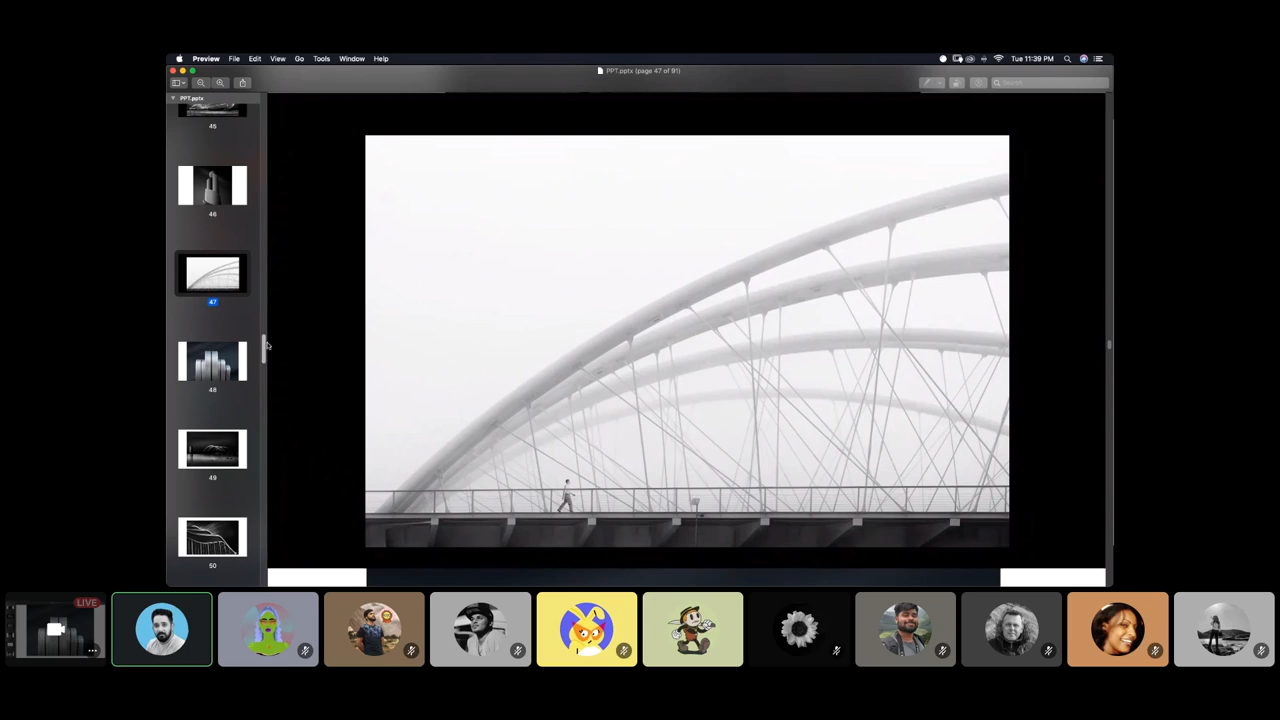 Preview File Edit View Go Tools Window Help Tue 11:39 PM
PPT.pptx (page 47 of 91)
Search
PPT.pptx
45
46
47
48
49
50
LIVE